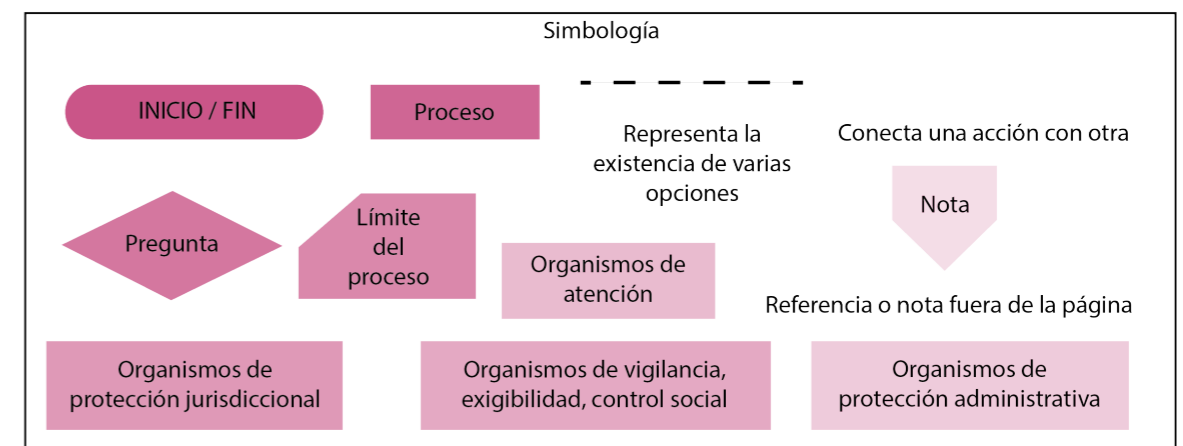 Simbología
INICIO / FIN
Proceso
Representa la
existencia de varias
opciones
Conecta una acción con otra
Pregunta
Límite
del
proceso
Organismos de
atención
Nota
Referencia o nota fuera de la página
Organismos de
protección jurisdiccional
Organismos de vigilancia,
exigibilidad, control social
Organismos de
protección administrativa